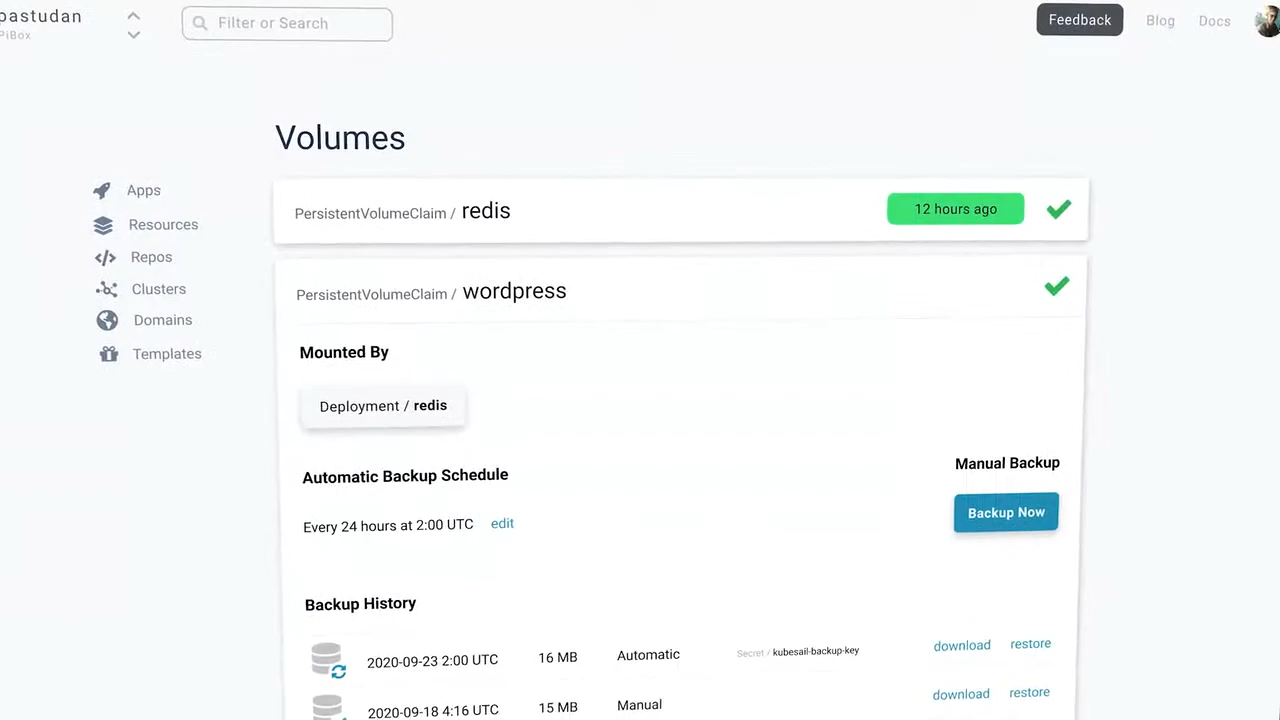 pastudan
PiBox
Filter or Search
Feedback
Blog
Docs
Volumes
Apps
Resources
Repos
Clusters
Domains
Templates
PersistentVolumeClaim / redis
12 hours ago
PersistentVolumeClaim / wordpress
Mounted By
Deployment / redis
Automatic Backup Schedule
Manual Backup
Every 24 hours at 2:00 UTC edit
Backup Now
Backup History
2020-09-23 2:00 UTC 16 MB Automatic Secret / kubesail-backup-key download restore
2020-09-18 4:16 UTC 15 MB Manual download restore